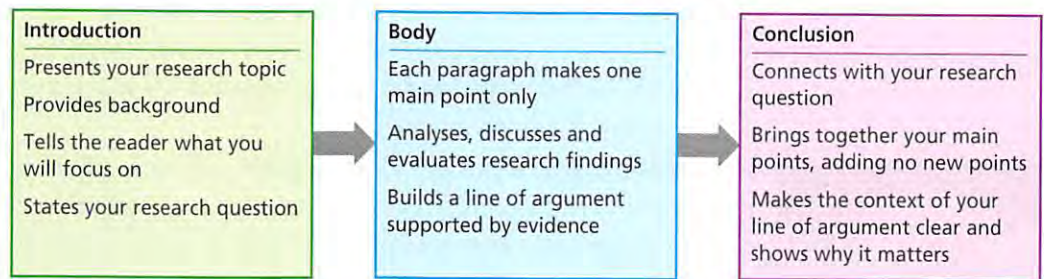 Introduction
Presents your research topic
Provides background
Tells the reader what you
will focus on
States your research question
Body
Each paragraph makes one
main point only
Analyses, discusses and
evaluates research findings
Builds a line of argument
supported by evidence
Conclusion
Connects with your research
question
Brings together your main
points, adding no new points
Makes the context of your
line of argument clear and
shows why it matters